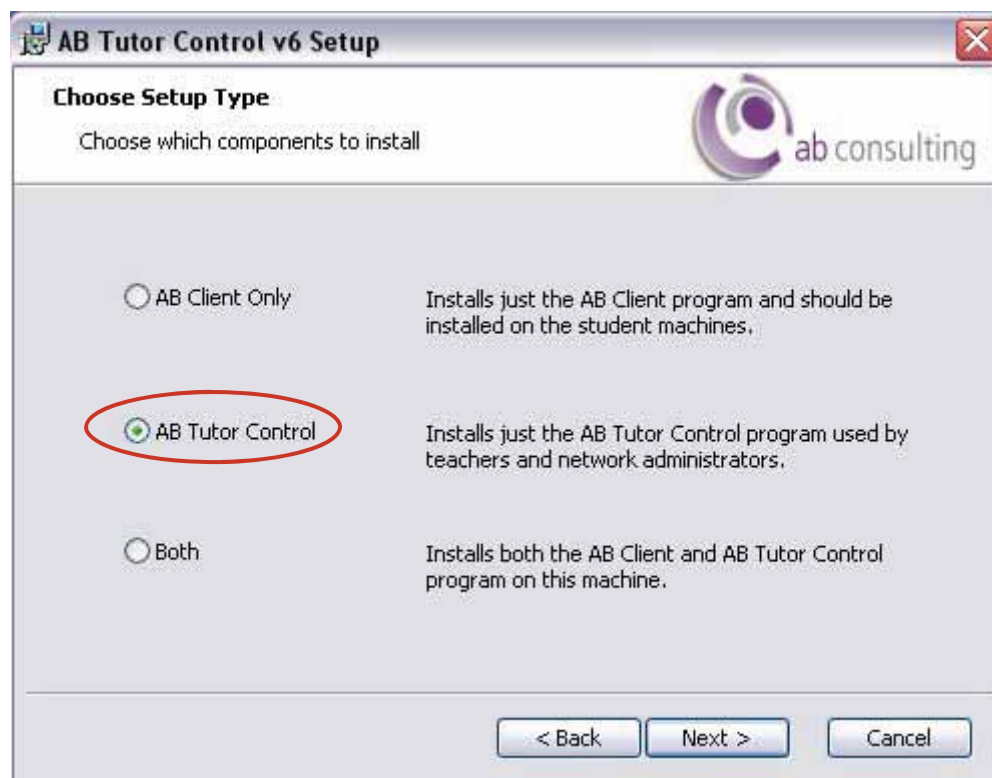 AB Tutor Control v6 Setup
Choose Setup Type
Choose which components to install
ab consulting
AB Client Only
Installs just the AB Client program and should be
installed on the student machines.
AB Tutor Control
Installs just the AB Tutor Control program used by
teachers and network administrators.
Both
Installs both the AB Client and AB Tutor Control
program on this machine.
< Back
Next >
Cancel